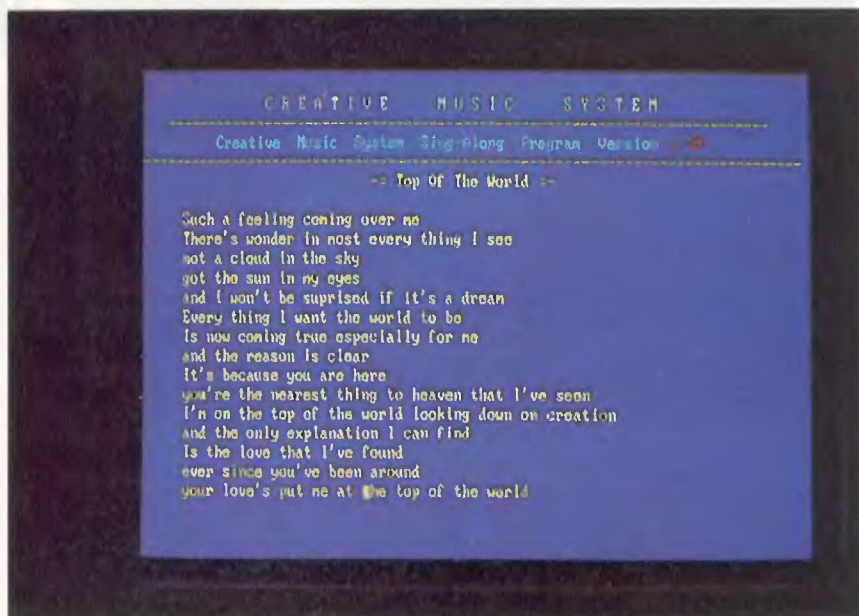 CREATIVE MUSIC SYSTEM
Creative Music System Sing-Along Program Version
-= Top Of The World =-
Such a feeling coming over me
There's wonder in most every thing I see
not a cloud in the sky
got the sun in my eyes
and I won't be suprised if it's a dream
Every thing I want the world to be
Is now coming true especially for me
and the reason is clear
It's because you are here
you're the nearest thing to heaven that I've seen
I'm on the top of the world looking down on creation
and the only explanation I can find
Is the love that I've found
ever since you've been around
your love's put me at the top of the world